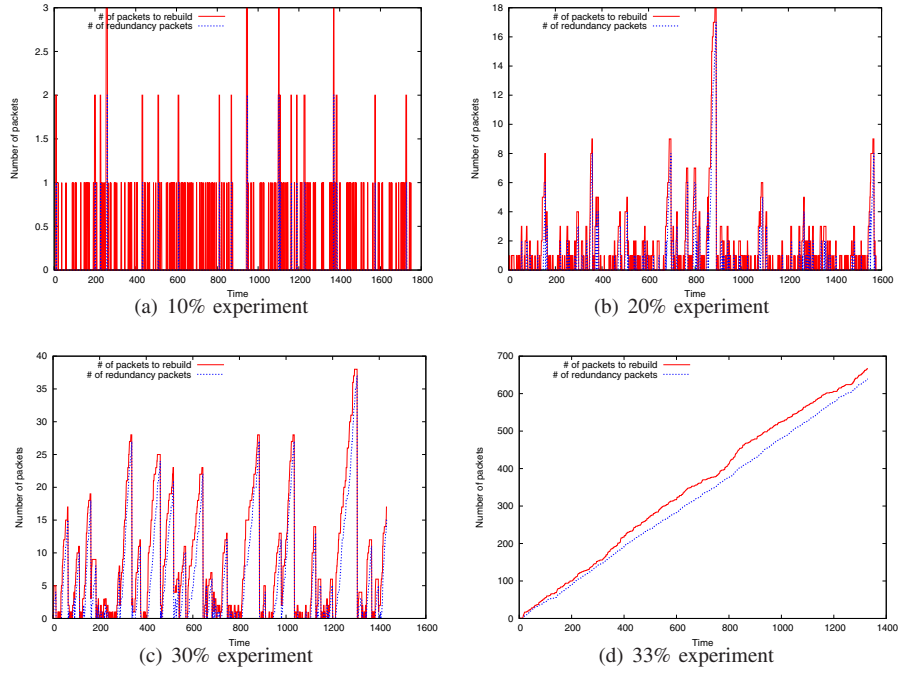 # of packets to rebuild
# of redundancy packets
Number of packets
3
2.5
2
1.5
1
0.5
0
0 200 400 600 800 1000 1200 1400 1600 1800
Time
(a) 10% experiment
# of packets to rebuild
# of redundancy packets
Number of packets
18
16
14
12
10
8
6
4
2
0
0 200 400 600 800 1000 1200 1400 1600
Time
(b) 20% experiment
# of packets to rebuild
# of redundancy packets
Number of packets
40
35
30
25
20
15
10
5
0
0 200 400 600 800 1000 1200 1400 1600
Time
(c) 30% experiment
# of packets to rebuild
# of redundancy packets
Number of packets
700
600
500
400
300
200
100
0
0 200 400 600 800 1000 1200 1400
Time
(d) 33% experiment